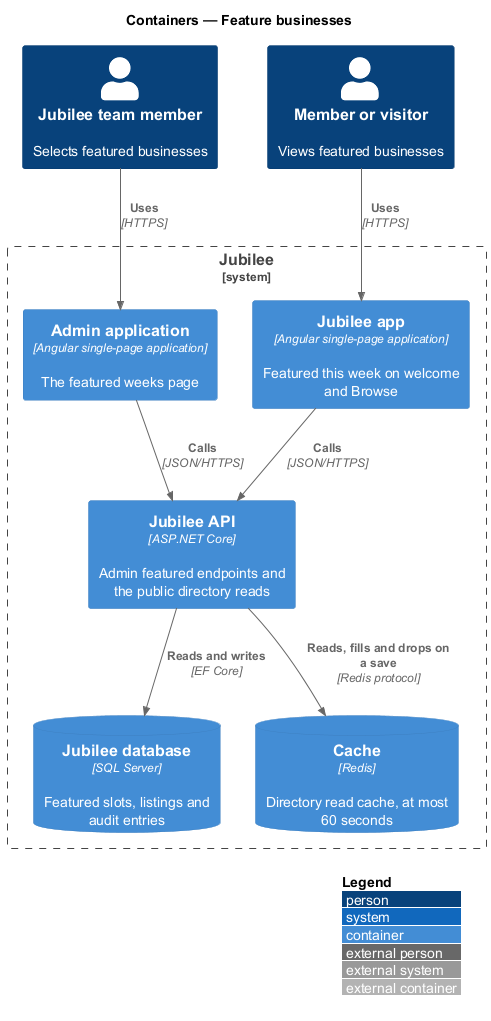 Containers — Feature businesses
Jubilee team member
Selects featured businesses
Member or visitor
Views featured businesses
Uses
[HTTPS]
Uses
[HTTPS]
Jubilee
[system]
Admin application
[Angular single-page application]
The featured weeks page
Jubilee app
[Angular single-page application]
Featured this week on welcome
and Browse
Calls
[JSON/HTTPS]
Calls
[JSON/HTTPS]
Jubilee API
[ASP.NET Core]
Admin featured endpoints and
the public directory reads
Reads and writes
[EF Core]
Reads, fills and drops on
a save
[Redis protocol]
Jubilee database
[SQL Server]
Featured slots, listings and
audit entries
Cache
[Redis]
Directory read cache, at most
60 seconds
Legend
person
system
container
external person
external system
external container